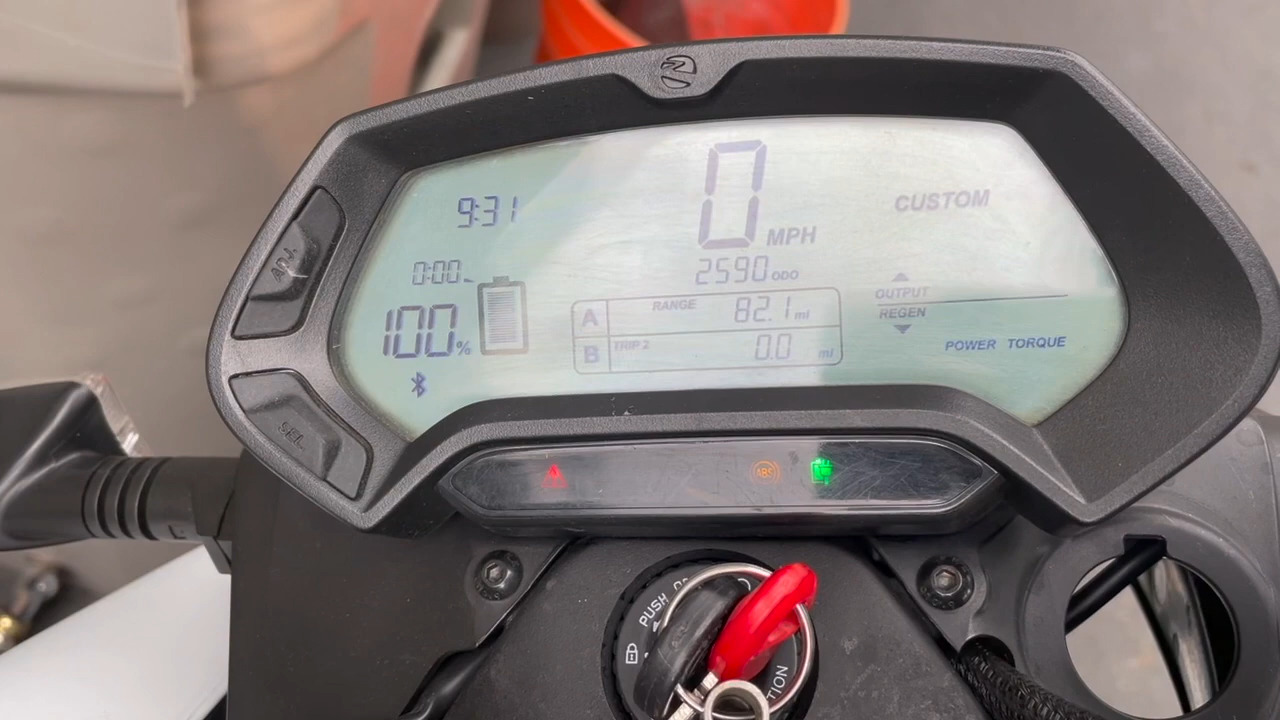 0
MPH
9:31
CUSTOM
ADJ.
0:00
2590 ODO
A RANGE 82.1 mi
OUTPUT
REGEN
100%
B TRIP 2 0.0 mi
POWER TORQUE
SEL.
ABS
PUSH